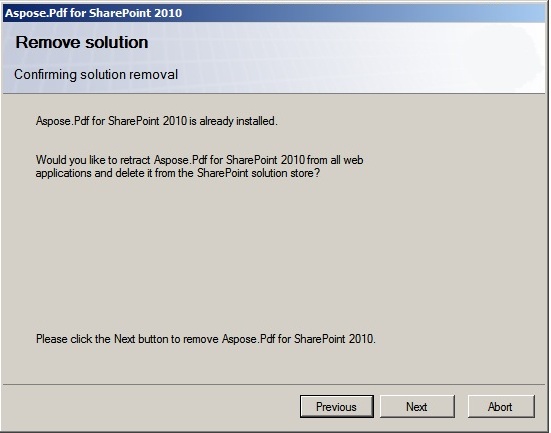 Aspose.Pdf for SharePoint 2010
Remove solution
Confirming solution removal
Aspose.Pdf for SharePoint 2010 is already installed.
Would you like to retract Aspose.Pdf for SharePoint 2010 from all web
applications and delete it from the SharePoint solution store?
Please click the Next button to remove Aspose.Pdf for SharePoint 2010.
Previous Next Abort